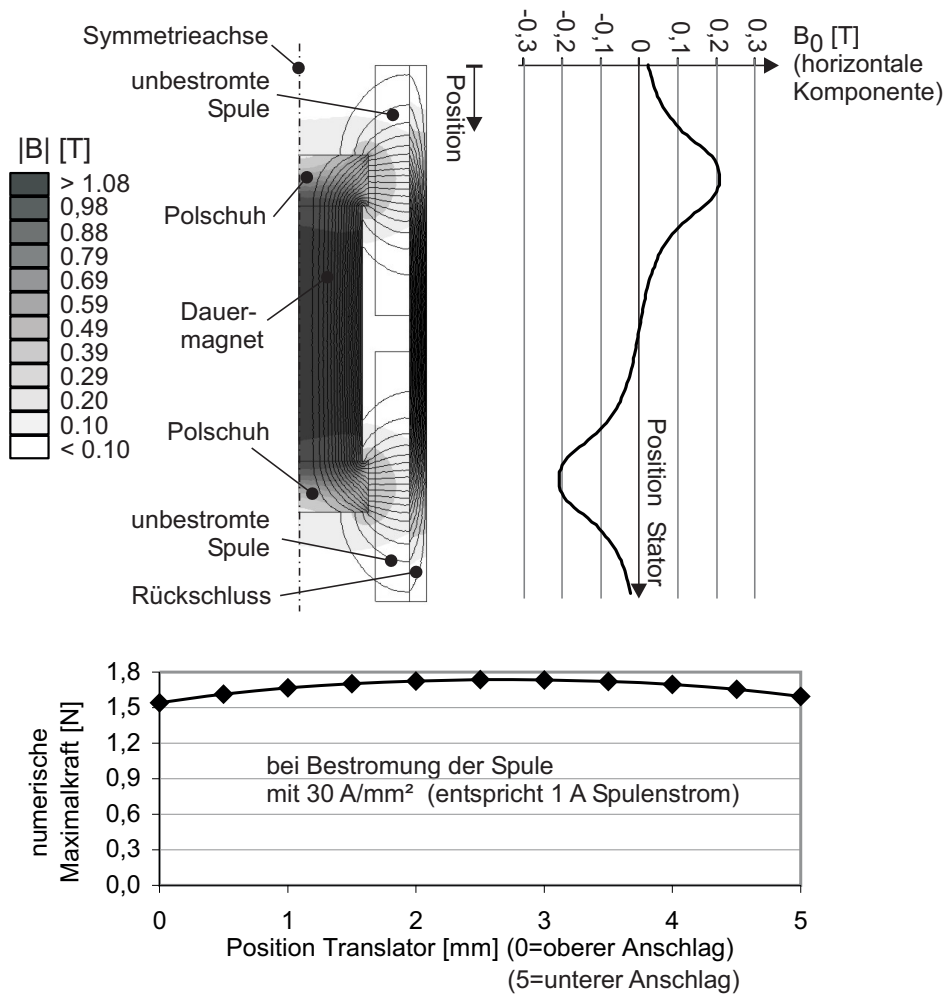 Symmetrieachse
unbestromte
Spule
|B| [T]
> 1.08
0,98
0.88
0.79
0.69
0.59
0.49
0.39
0.29
0.20
0.10
< 0.10
Polschuh
Dauer-
magnet
Polschuh
unbestromte
Spule
Rückschluss
Position
-0,3
-0,2
-0,1
0
0,1
0,2
0,3
B0 [T]
(horizontale
Komponente)
Position Stator
numerische
Maximalkraft [N]
1,8
1,5
1,2
0,9
0,6
0,3
0,0
bei Bestromung der Spule
mit 30 A/mm² (entspricht 1 A Spulenstrom)
0 1 2 3 4 5
Position Translator [mm] (0=oberer Anschlag)
(5=unterer Anschlag)